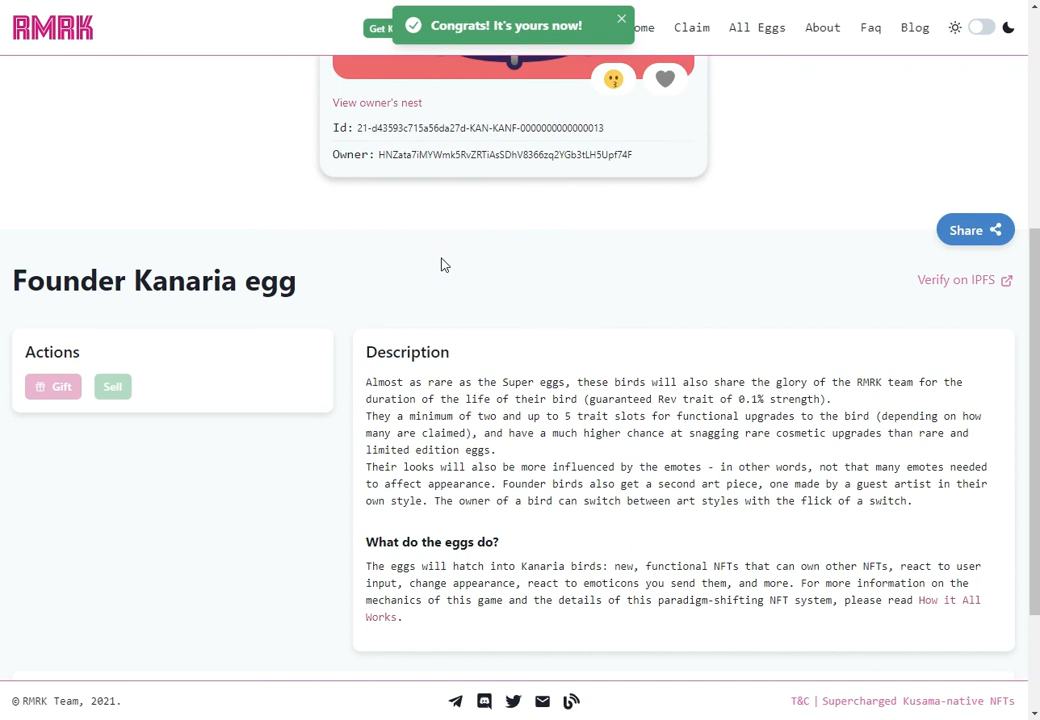 RMRK
Get K
Congrats! It's yours now!
ome
Claim
All Eggs
About
Faq
Blog
View owner's nest
Id: 21-d43593c715a56da27d-KAN-KANF-0000000000000013
Owner: HNZata7iMYWmk5RvZRTiAsSDhV8366zq2YGb3tLH5Upf74F
Share
Founder Kanaria egg
Verify on IPFS
Actions
Gift
Sell
Description
Almost as rare as the Super eggs, these birds will also share the glory of the RMRK team for the
duration of the life of their bird (guaranteed Rev trait of 0.1% strength).
They a minimum of two and up to 5 trait slots for functional upgrades to the bird (depending on how
many are claimed), and have a much higher chance at snagging rare cosmetic upgrades than rare and
limited edition eggs.
Their looks will also be more influenced by the emotes - in other words, not that many emotes needed
to affect appearance. Founder birds also get a second art piece, one made by a guest artist in their
own style. The owner of a bird can switch between art styles with the flick of a switch.
What do the eggs do?
The eggs will hatch into Kanaria birds: new, functional NFTs that can own other NFTs, react to user
input, change appearance, react to emoticons you send them, and more. For more information on the
mechanics of this game and the details of this paradigm-shifting NFT system, please read How it All
Works.
© RMRK Team, 2021.
T&C | Supercharged Kusama-native NFTs